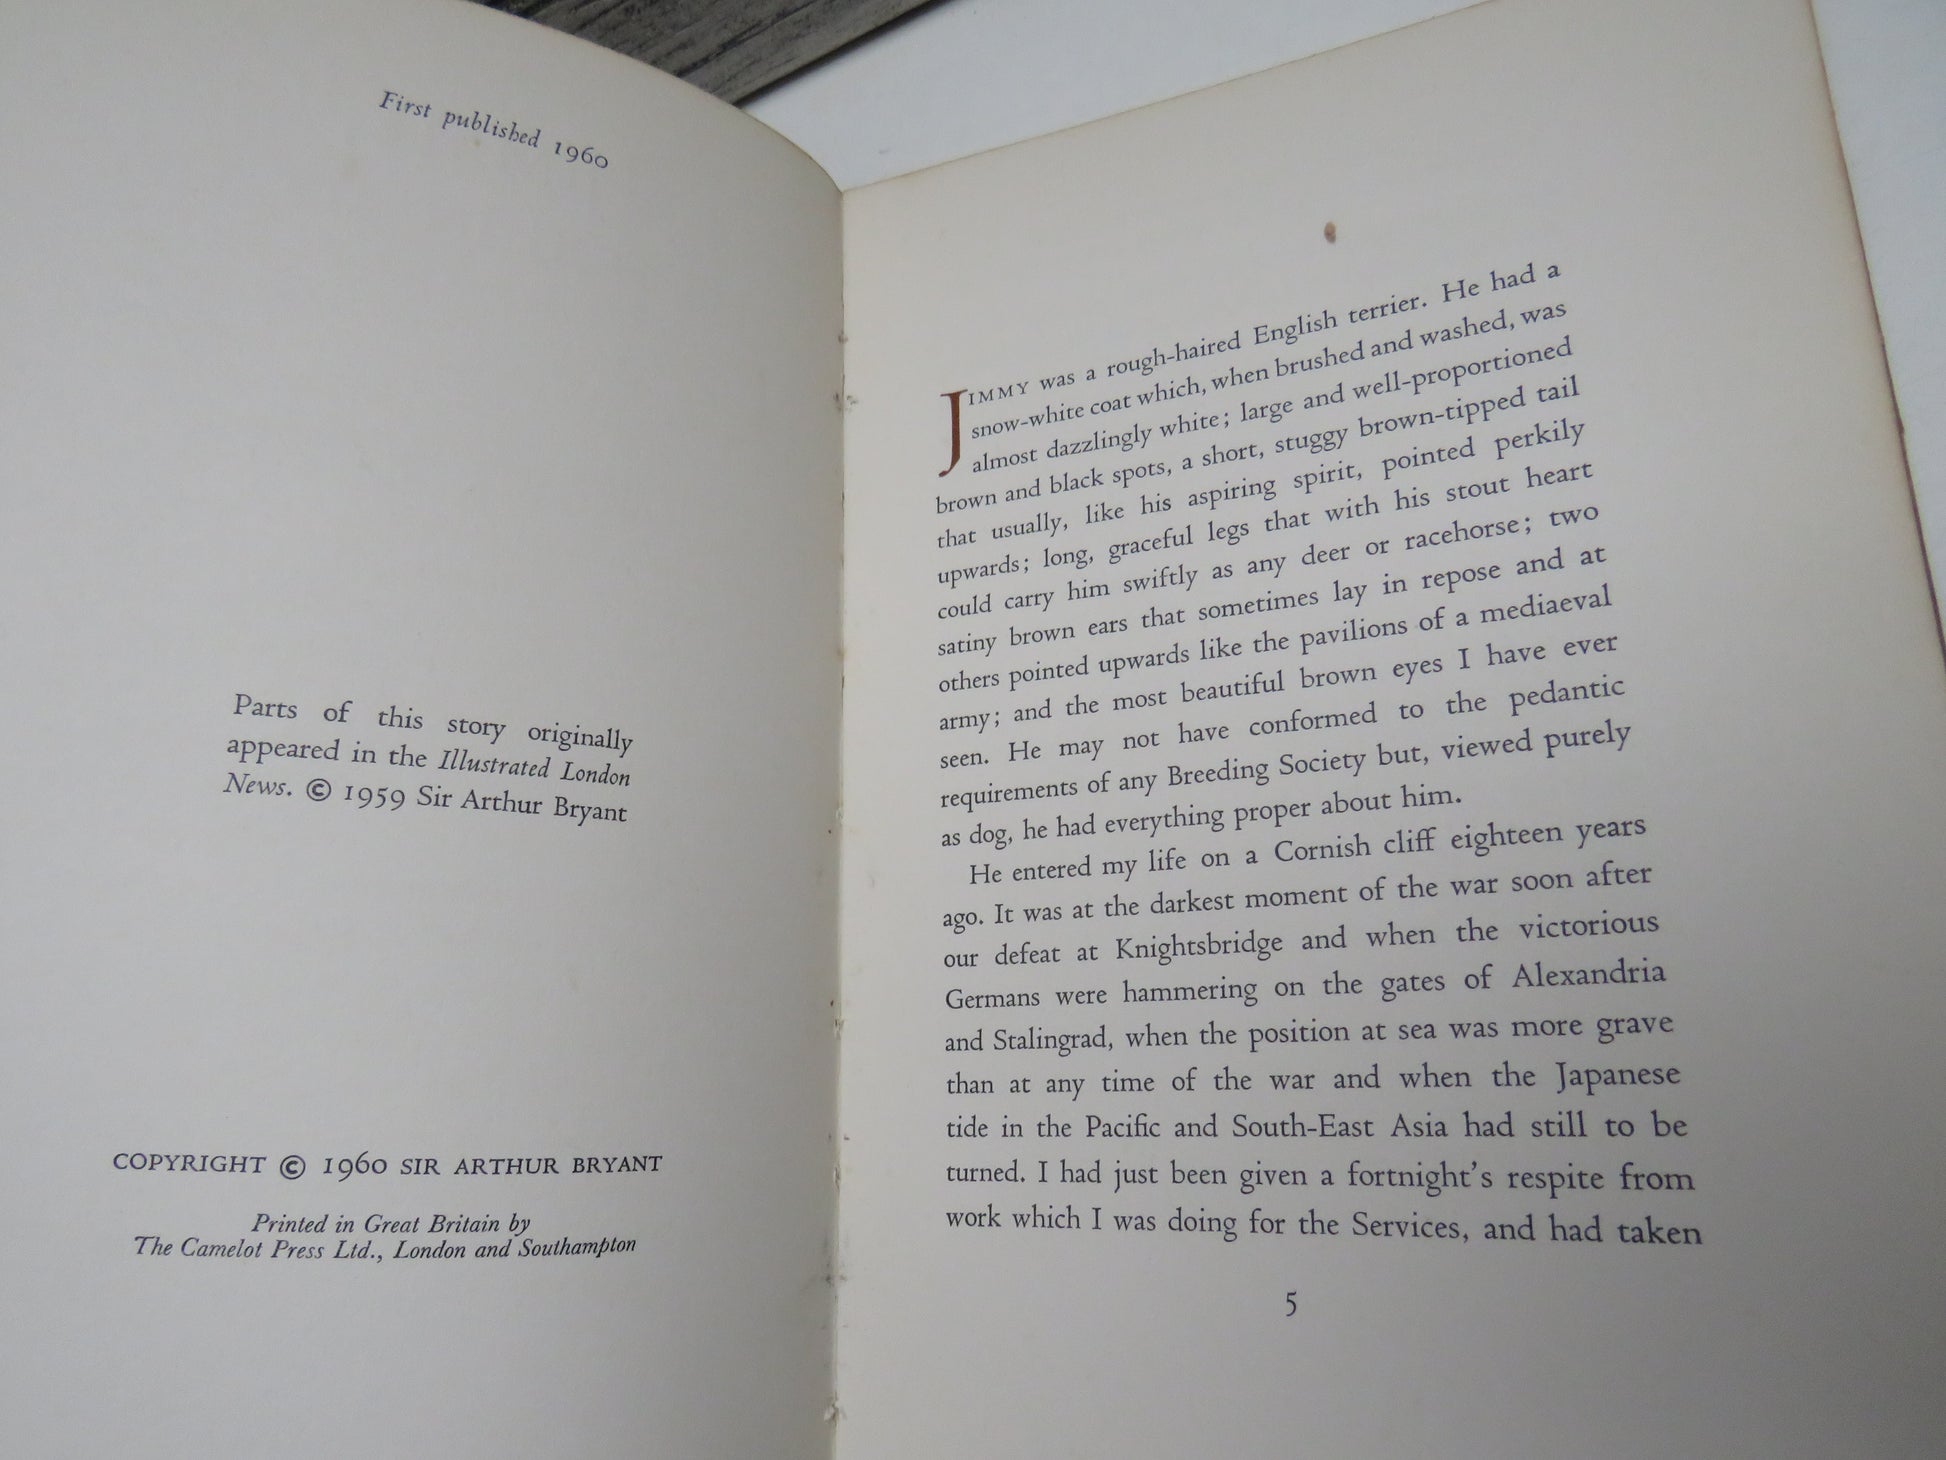 First published 1960
Parts of this story originally
appeared in the Illustrated London
News. © 1959 Sir Arthur Bryant
COPYRIGHT © 1960 SIR ARTHUR BRYANT
Printed in Great Britain by
The Camelot Press Ltd., London and Southampton
JIMMY was a rough-haired English terrier. He had a
snow-white coat which, when brushed and washed, was
almost dazzlingly white; large and well-proportioned
brown and black spots, a short, stuggy brown-tipped tail
that usually, like his aspiring spirit, pointed perkily
upwards; long, graceful legs that with his stout heart
could carry him swiftly as any deer or racehorse; two
satiny brown ears that sometimes lay in repose and at
others pointed upwards like the pavilions of a mediaeval
army; and the most beautiful brown eyes I have ever
seen. He may not have conformed to the pedantic
requirements of any Breeding Society but, viewed purely
as dog, he had everything proper about him.
He entered my life on a Cornish cliff eighteen years
ago. It was at the darkest moment of the war soon after
our defeat at Knightsbridge and when the victorious
Germans were hammering on the gates of Alexandria
and Stalingrad, when the position at sea was more grave
than at any time of the war and when the Japanese
tide in the Pacific and South-East Asia had still to be
turned. I had just been given a fortnight's respite from
work which I was doing for the Services, and had taken
5